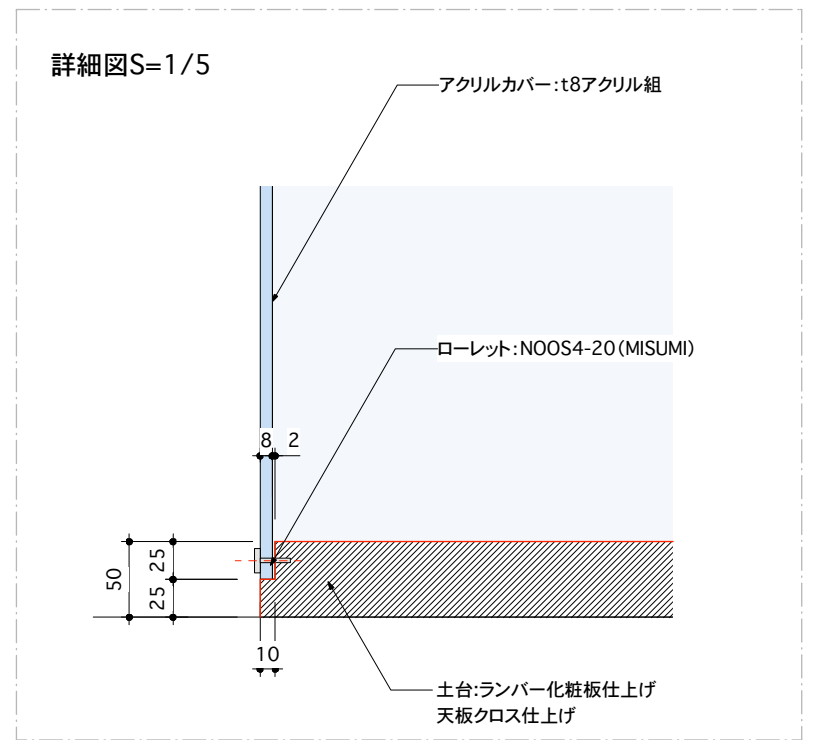 詳細図S=1/5
アクリルカバー:t8アクリル組
ローレット:NOOS4-20(MISUMI)
8 2
25
50
25
10
土台:ランバー化粧板仕上げ
天板クロス仕上げ